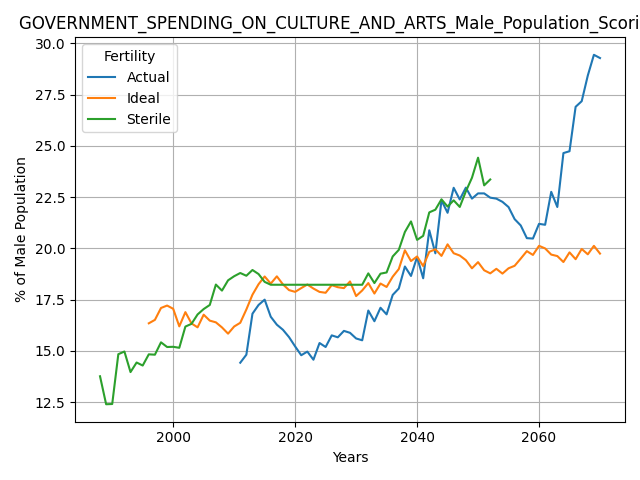 GOVERNMENT_SPENDING_ON_CULTURE_AND_ARTS_Male_Population_Scori
30.0
27.5
25.0
22.5
20.0
17.5
15.0
12.5
% of Male Population
Fertility
Actual
Ideal
Sterile
2000 2020 2040 2060
Years